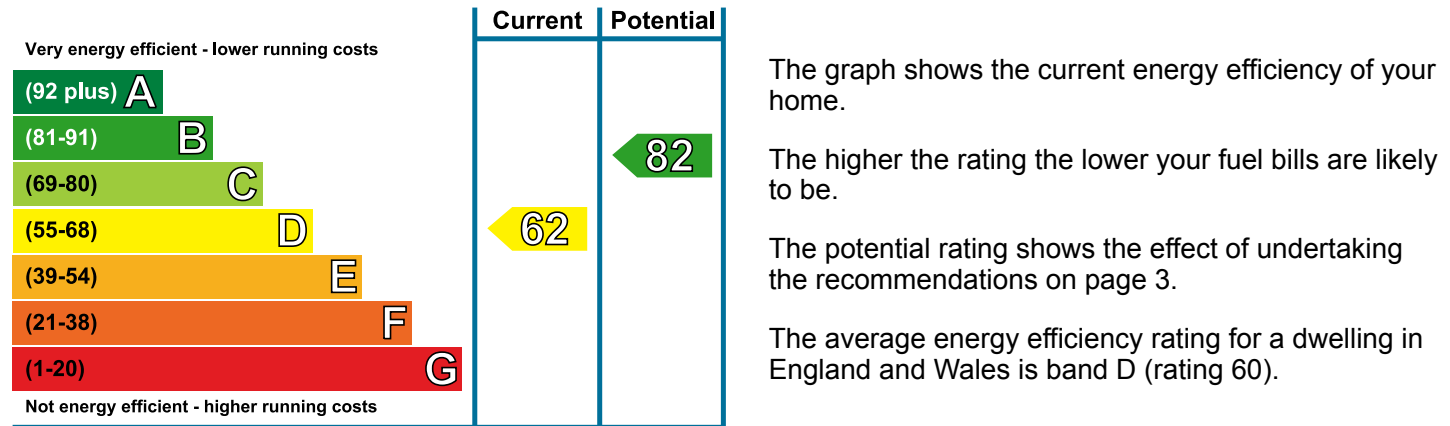 Current Potential
Very energy efficient - lower running costs
(92 plus) A
(81-91) B
82
(69-80) C
(55-68) D
62
(39-54) E
(21-38) F
(1-20) G
Not energy efficient - higher running costs
The graph shows the current energy efficiency of your
home.
The higher the rating the lower your fuel bills are likely
to be.
The potential rating shows the effect of undertaking
the recommendations on page 3.
The average energy efficiency rating for a dwelling in
England and Wales is band D (rating 60).